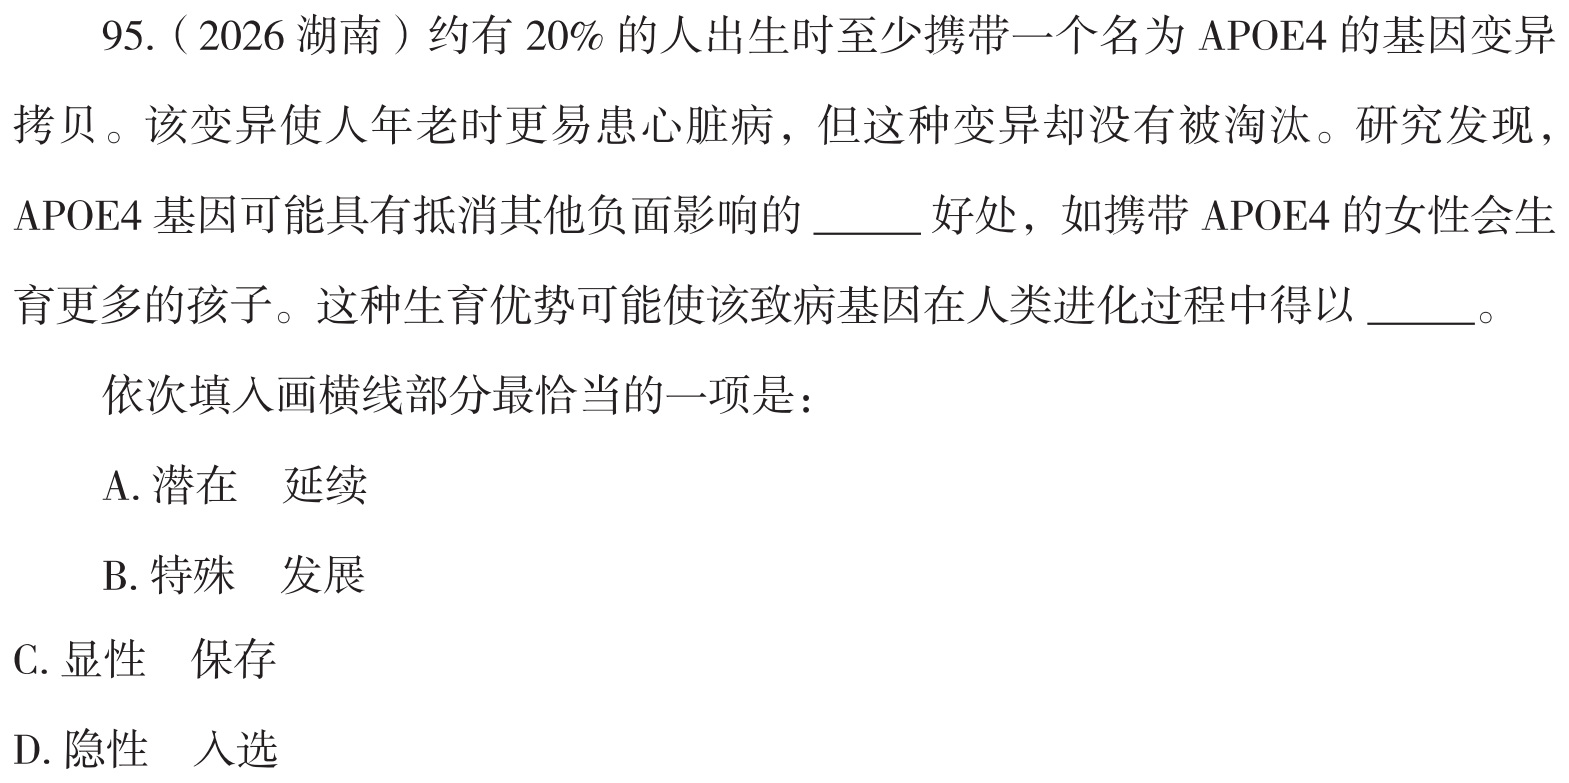 95.（2026 湖南）约有 20% 的人出生时至少携带一个名为 APOE4 的基因变异
拷贝。该变异使人年老时更易患心脏病，但这种变异却没有被淘汰。研究发现，
APOE4 基因可能具有抵消其他负面影响的 _____ 好处，如携带 APOE4 的女性会生
育更多的孩子。这种生育优势可能使该致病基因在人类进化过程中得以 _____。
依次填入画横线部分最恰当的一项是：
A. 潜在　延续
B. 特殊　发展
C. 显性　保存
D. 隐性　入选